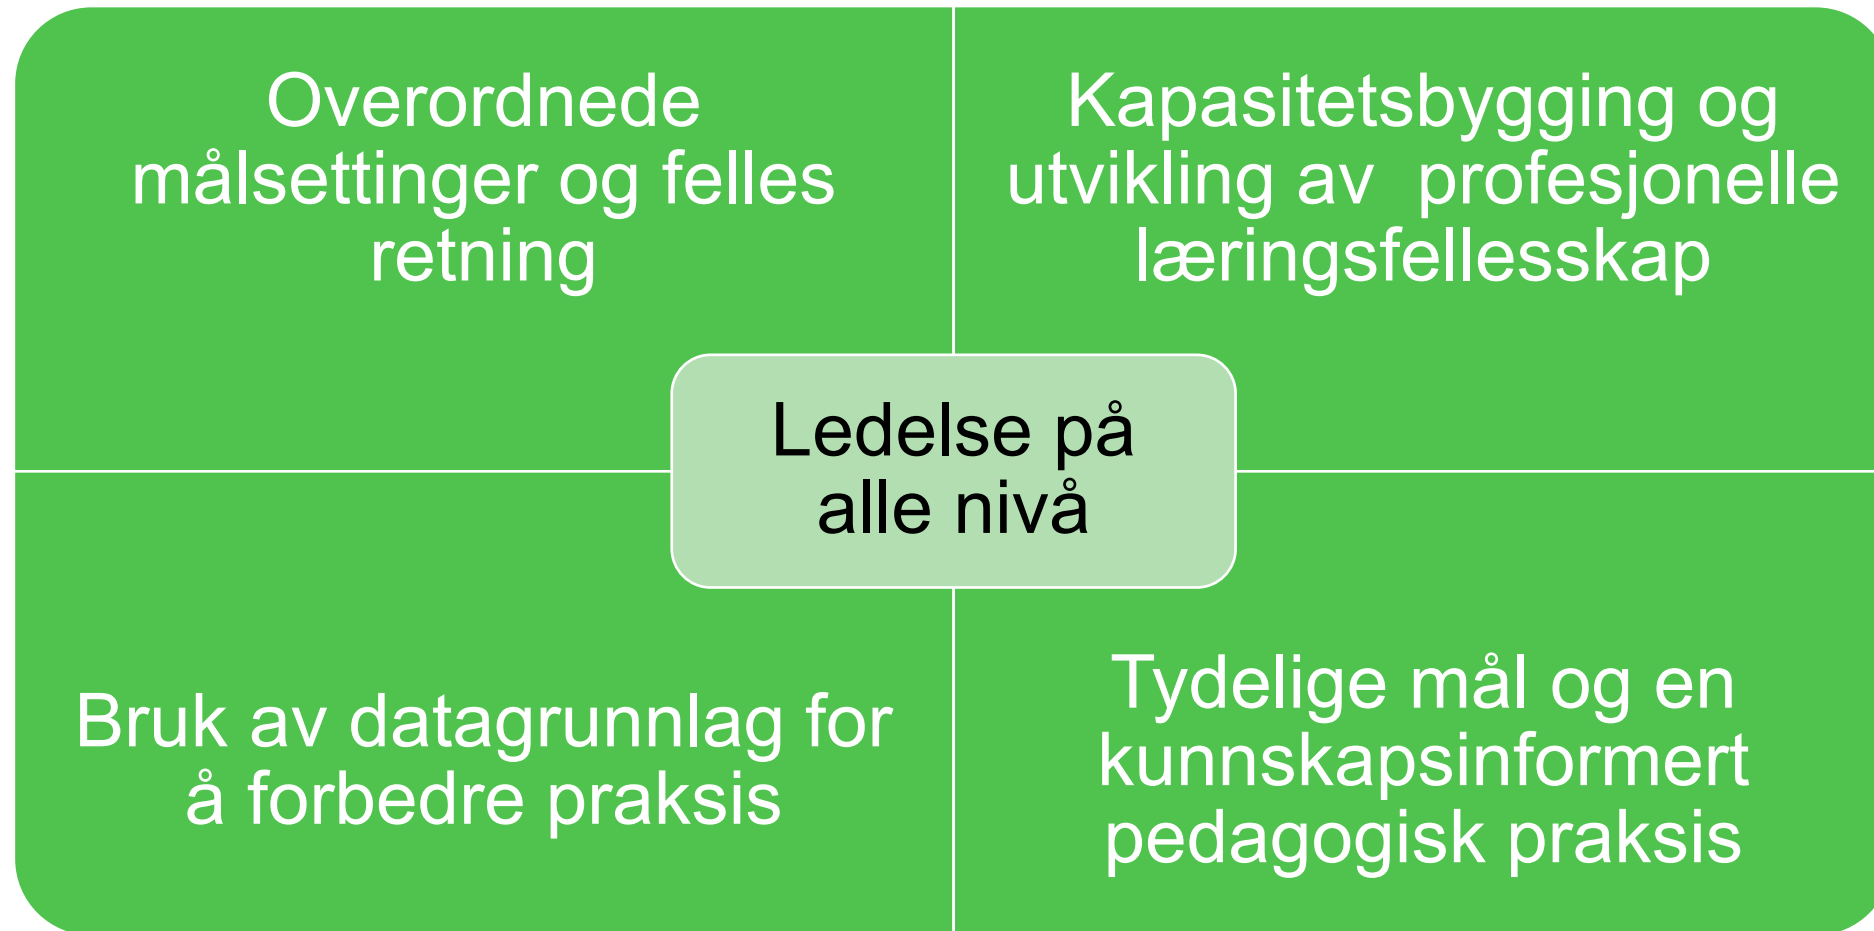 Overordnede
målsettinger og felles
retning
Kapasitetsbygging og
utvikling av  profesjonelle
læringsfellesskap
Ledelse på
alle nivå
Bruk av datagrunnlag for
å forbedre praksis
Tydelige mål og en
kunnskapsinformert
pedagogisk praksis